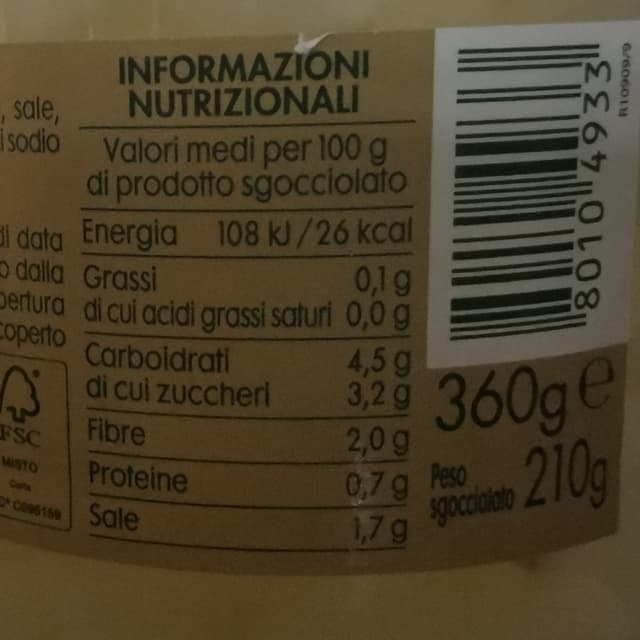 , sale,
i sodio
di data
o dalla
pertura
coperto
FSC
MISTO
INFORMAZIONI
NUTRIZIONALI
Valori medi per 100 g
di prodotto sgocciolato
Energia 108 kJ/26 kcal
Grassi 0,1 g
di cui acidi grassi saturi 0,0 g
Carboidrati 4,5 g
di cui zuccheri 3,2 g
Fibre 2,0 g
Proteine 0,7 g
Sale 1,7 g
8010 4933
R10909/9
360g e
Peso
sgocciolato 210g